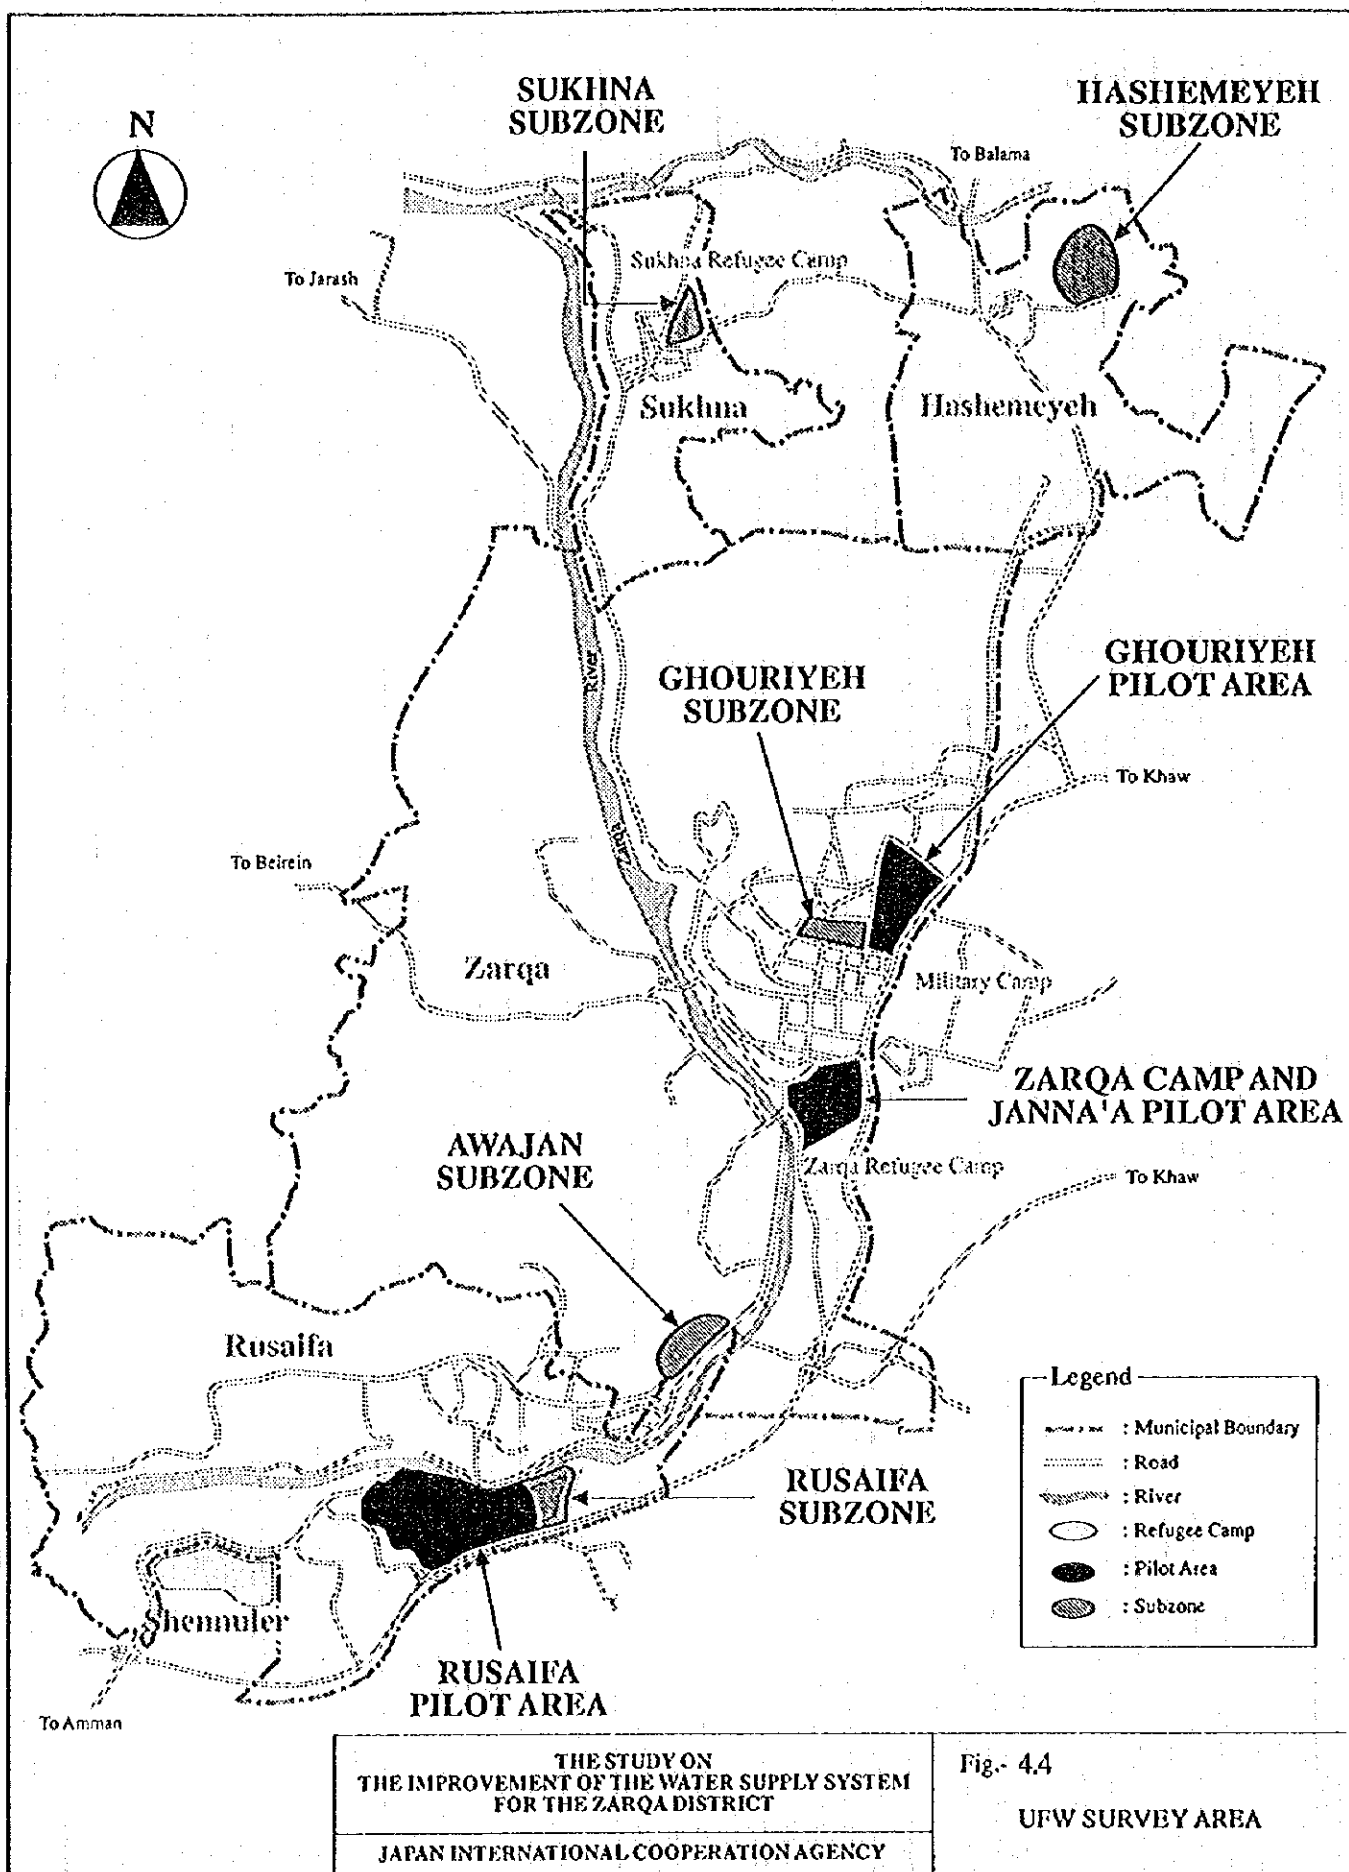 SUKHNA
SUBZONE
HASHEMEYEH
SUBZONE
N
To Balama
Sukhna Refugee Camp
To Jarash
Sukhna
Hashemeyeh
GHOURIYEH
PILOT AREA
GHOURIYEH
SUBZONE
River
To Khaw
Zarqa
To Beirein
Zarqa
Military Camp
ZARQA CAMP AND
JANNA'A PILOT AREA
AWAJAN
SUBZONE
Zarqa Refugee Camp
To Khaw
Rusaifa
Legend
: Municipal Boundary
: Road
: River
: Refugee Camp
: Pilot Area
: Subzone
RUSAIFA
SUBZONE
Shennuler
RUSAIFA
PILOT AREA
To Amman
THE STUDY ON
THE IMPROVEMENT OF THE WATER SUPPLY SYSTEM
FOR THE ZARQA DISTRICT
JAPAN INTERNATIONAL COOPERATION AGENCY
Fig.- 4.4
UFW SURVEY AREA